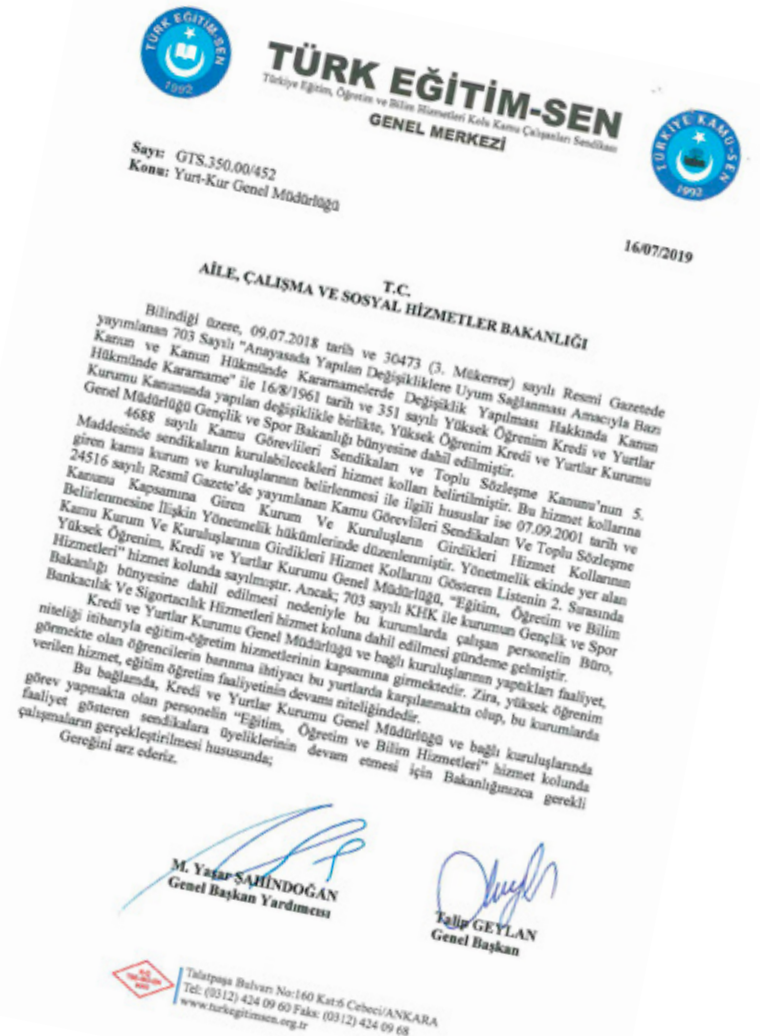 TÜRK EĞİTİM-SEN
1992
TÜRK EĞİTİM-SEN
Türkiye Eğitim, Öğretim ve Bilim Hizmetleri Kolu Kamu Çalışanları Sendikası
GENEL MERKEZİ
TÜRKİYE KAMU-SEN
1992
Sayı: GTS.350.00/452
Konu: Yurt-Kur Genel Müdürlüğü
16/07/2019
T.C.
AİLE, ÇALIŞMA VE SOSYAL HİZMETLER BAKANLIĞI
Bilindiği üzere, 09.07.2018 tarih ve 30473 (3. Mükerrer) sayılı Resmi Gazetede
yayımlanan 703 Sayılı "Anayasada Yapılan Değişikliklere Uyum Sağlanması Amacıyla Bazı
Kanun ve Kanun Hükmünde Karamamelerde Değişiklik Yapılması Hakkında Kanun
Hükmünde Kararname" ile 16/8/1961 tarih ve 351 sayılı Yüksek Öğrenim Kredi ve Yurtlar
Kurumu Kanununda yapılan değişiklikle birlikte, Yüksek Öğrenim Kredi ve Yurtlar Kurumu
Genel Müdürlüğü Gençlik ve Spor Bakanlığı bünyesine dahil edilmiştir.
4688 sayılı Kamu Görevlileri Sendikaları ve Toplu Sözleşme Kanunu'nun 5.
Maddesinde sendikaların kurulabilecekleri hizmet kolları belirtilmiştir. Bu hizmet kollarına
giren kamu kurum ve kuruluşlarının belirlenmesi ile ilgili hususlar ise 07.09.2001 tarih ve
24516 sayılı Resmî Gazete'de yayımlanan Kamu Görevlileri Sendikaları Ve Toplu Sözleşme
Kanunu Kapsamına Giren Kurum Ve Kuruluşların Girdikleri Hizmet Kollarının
Belirlenmesine İlişkin Yönetmelik hükümlerinde düzenlenmiştir. Yönetmelik ekinde yer alan
Kamu Kurum Ve Kuruluşlarının Girdikleri Hizmet Kollarını Gösteren Listenin 2. Sırasında
Yüksek Öğrenim, Kredi ve Yurtlar Kurumu Genel Müdürlüğü, "Eğitim, Öğretim ve Bilim
Hizmetleri" hizmet kolunda sayılmıştır. Ancak; 703 sayılı KHK ile kurumun Gençlik ve Spor
Bakanlığı bünyesine dahil edilmesi nedeniyle bu kurumlarda çalışan personelin Büro,
Bankacılık Ve Sigortacılık Hizmetleri hizmet koluna dahil edilmesi gündeme gelmiştir.
Kredi ve Yurtlar Kurumu Genel Müdürlüğü ve bağlı kuruluşlarının yaptıkları faaliyet,
niteliği itibarıyla eğitim-öğretim hizmetlerinin kapsamına girmektedir. Zira, yüksek öğrenim
görmekte olan öğrencilerin barınma ihtiyacı bu yurtlarda karşılanmakta olup, bu kurumlarda
verilen hizmet, eğitim öğretim faaliyetinin devamı niteliğindedir.
Bu bağlamda, Kredi ve Yurtlar Kurumu Genel Müdürlüğü ve bağlı kuruluşlarında
görev yapmakta olan personelin "Eğitim, Öğretim ve Bilim Hizmetleri" hizmet kolunda
faaliyet gösteren sendikalara üyeliklerinin devam etmesi için Bakanlığınızca gerekli
çalışmaların gerçekleştirilmesi hususunda;
Gereğini arz ederiz.
M. Yaşar ŞAHİNDOĞAN
Genel Başkan Yardımcısı
Talip GEYLAN
Genel Başkan
Talatpaşa Bulvarı No:160 Kat:6 Cebeci/ANKARA
Tel: (0312) 424 09 60 Faks: (0312) 424 09 68
www.turkegitimsen.org.tr